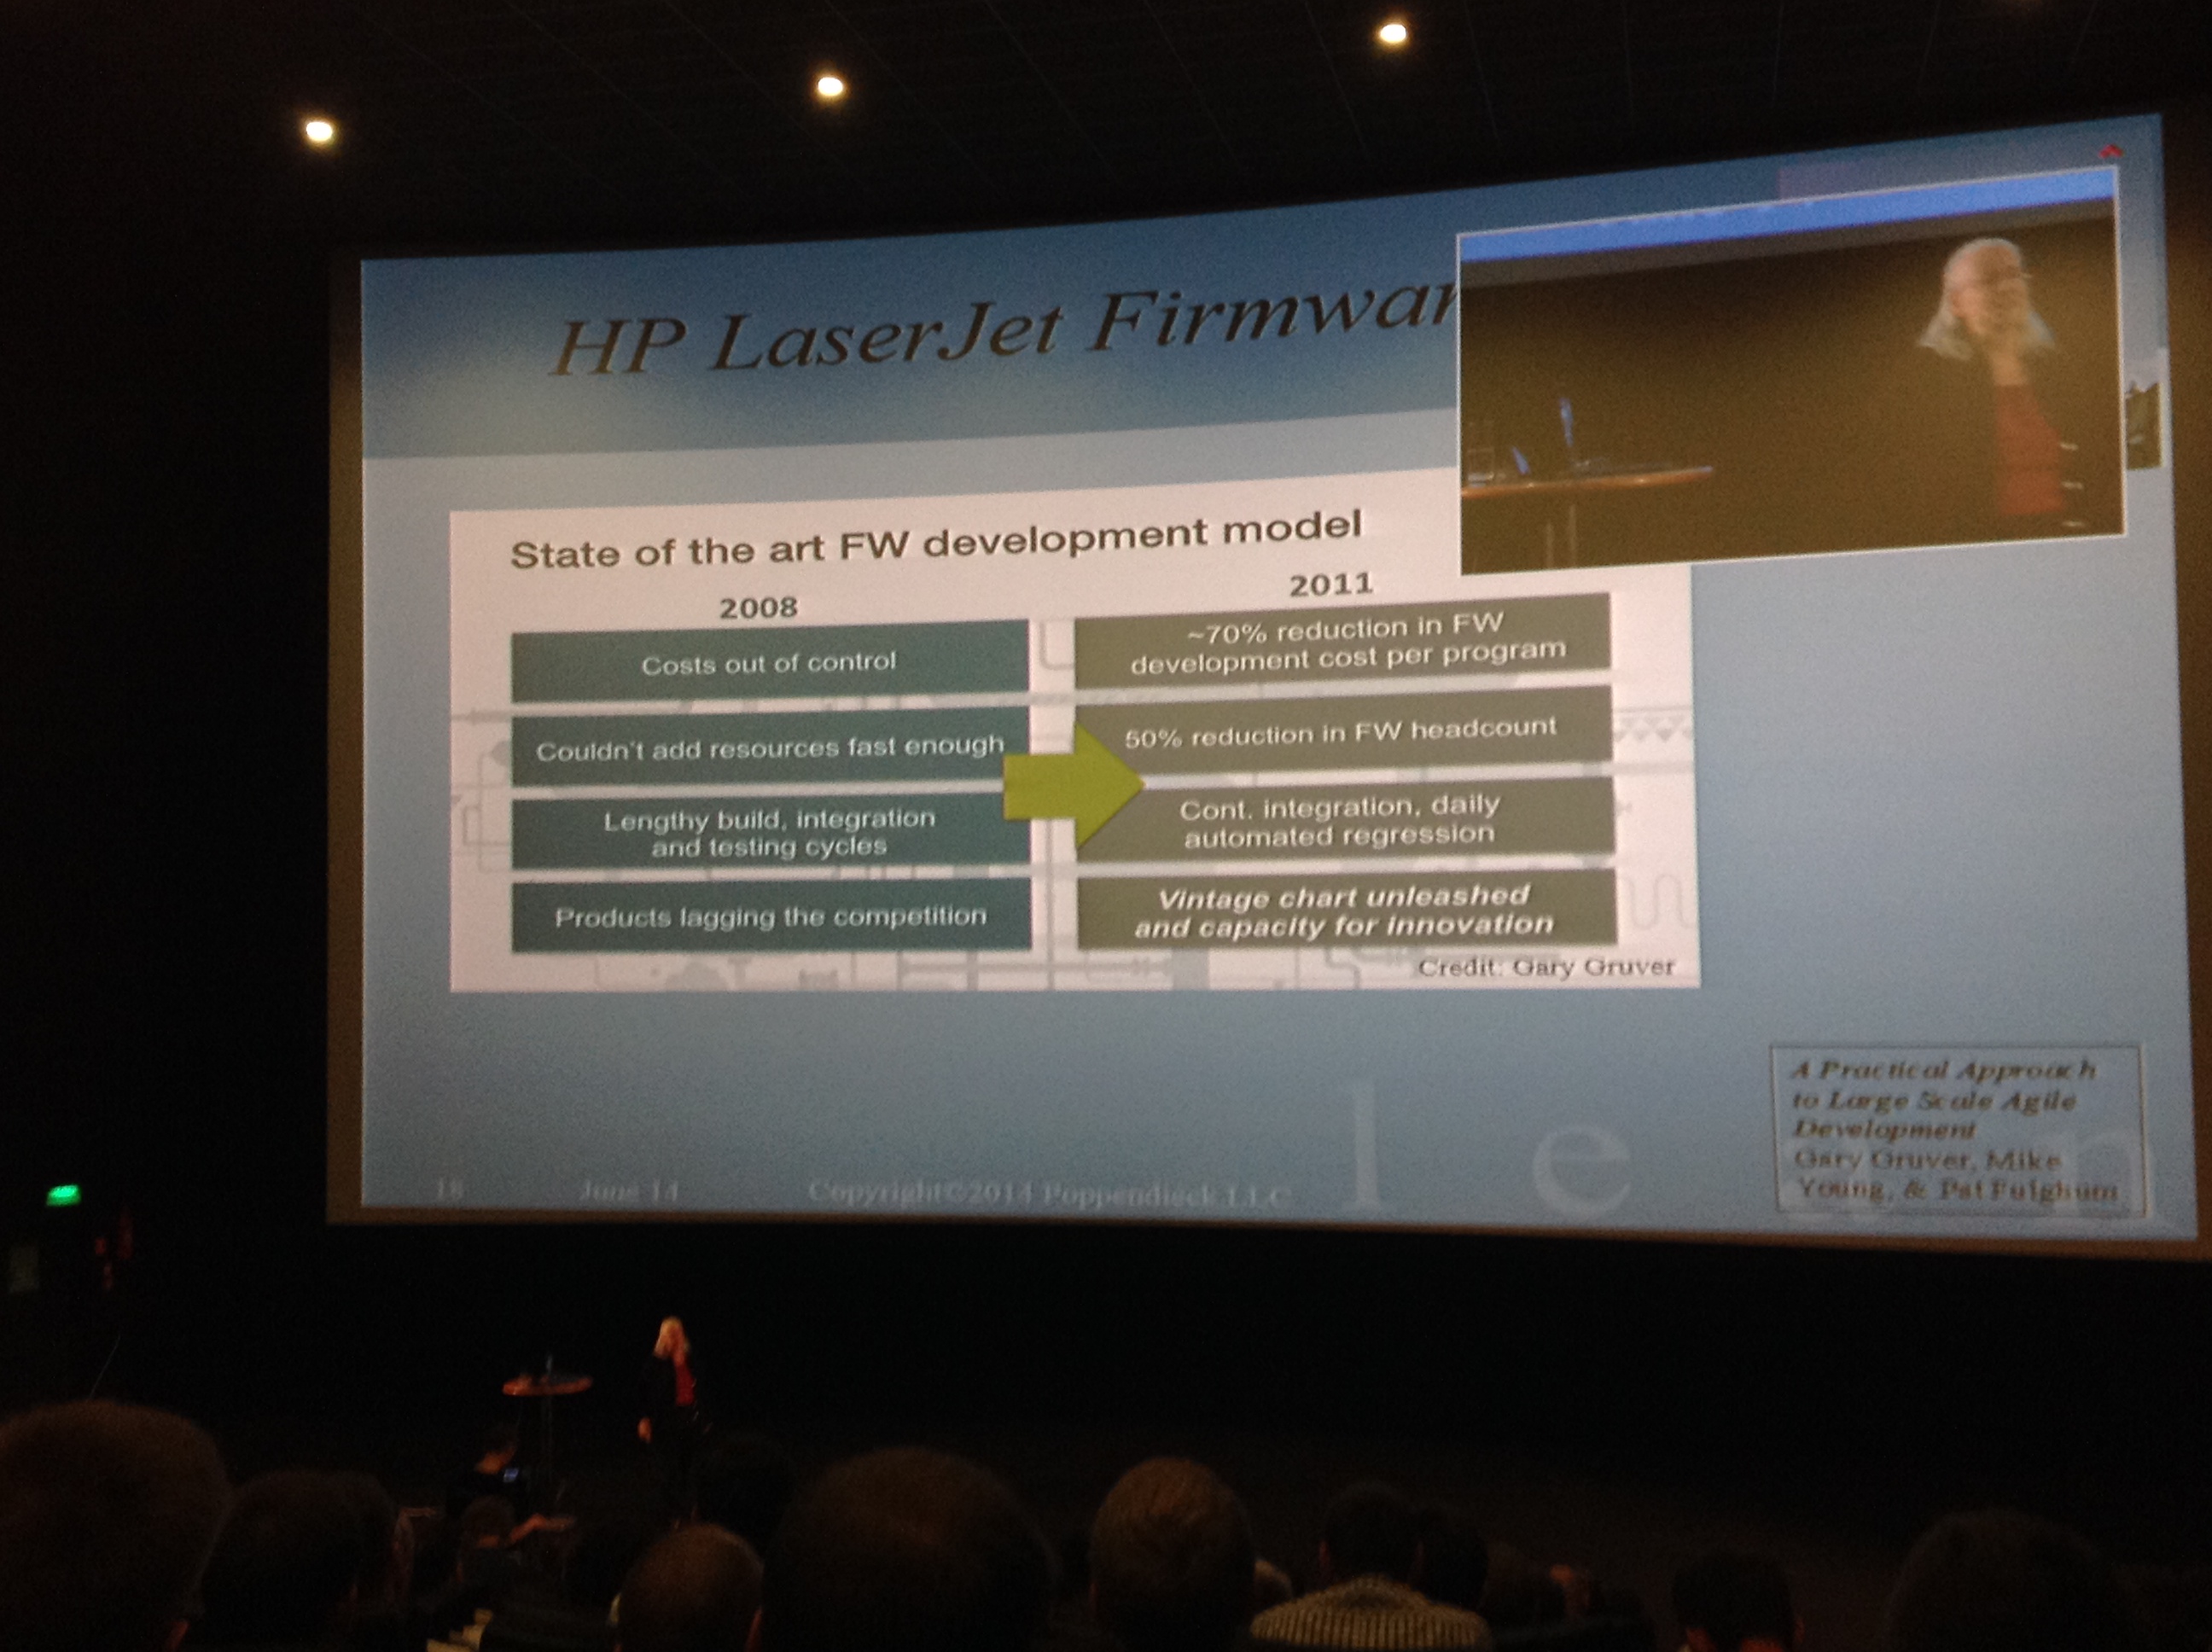 HP LaserJet Firmwar
State of the art FW development model
2008
2011
Costs out of control
~70% reduction in FW
development cost per program
Couldn't add resources fast enough
50% reduction in FW headcount
Lengthy build, integration
and testing cycles
Cont. integration, daily
automated regression
Products lagging the competition
Vintage chart unleashed
and capacity for innovation
Credit: Gary Gruver
A Practical Approach
to Large Scale Agile
Development
Gary Gruver, Mike
Young, & Pat Fulghum
l e n
18 June 14 Copyright©2014 Poppendieck LLC